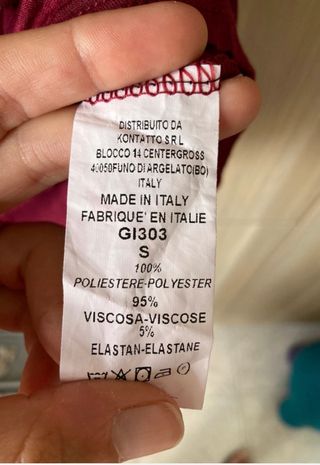 DISTRIBUITO DA
KONTATTO S R L
BLOCCO 14 CENTERGROSS
40050FUNO DI ARGELATO(BO)
ITALY
MADE IN ITALY
FABRIQUE' EN ITALIE
GI303
S
100%
POLIESTERE-POLYESTER
95%
VISCOSA-VISCOSE
5%
ELASTAN-ELASTANE